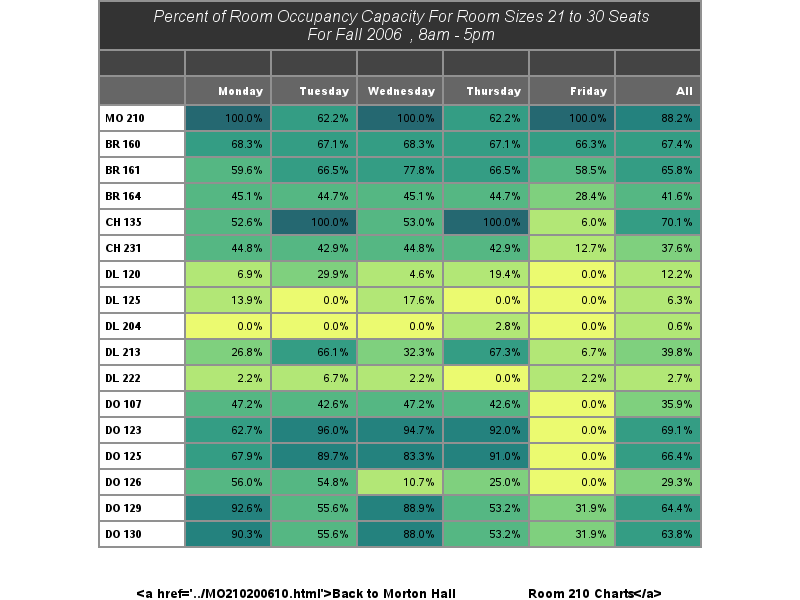 Percent of Room Occupancy Capacity For Room Sizes 21 to 30 Seats
For Fall 2006 , 8am - 5pm
Monday Tuesday Wednesday Thursday Friday All
MO 210 100.0% 62.2% 100.0% 62.2% 100.0% 88.2%
BR 160 68.3% 67.1% 68.3% 67.1% 66.3% 67.4%
BR 161 59.6% 66.5% 77.8% 66.5% 58.5% 65.8%
BR 164 45.1% 44.7% 45.1% 44.7% 28.4% 41.6%
CH 135 52.6% 100.0% 53.0% 100.0% 6.0% 70.1%
CH 231 44.8% 42.9% 44.8% 42.9% 12.7% 37.6%
DL 120 6.9% 29.9% 4.6% 19.4% 0.0% 12.2%
DL 125 13.9% 0.0% 17.6% 0.0% 0.0% 6.3%
DL 204 0.0% 0.0% 0.0% 2.8% 0.0% 0.6%
DL 213 26.8% 66.1% 32.3% 67.3% 6.7% 39.8%
DL 222 2.2% 6.7% 2.2% 0.0% 2.2% 2.7%
DO 107 47.2% 42.6% 47.2% 42.6% 0.0% 35.9%
DO 123 62.7% 96.0% 94.7% 92.0% 0.0% 69.1%
DO 125 67.9% 89.7% 83.3% 91.0% 0.0% 66.4%
DO 126 56.0% 54.8% 10.7% 25.0% 0.0% 29.3%
DO 129 92.6% 55.6% 88.9% 53.2% 31.9% 64.4%
DO 130 90.3% 55.6% 88.0% 53.2% 31.9% 63.8%
<a href='../MO210200610.html'>Back to Morton Hall Room 210 Charts</a>